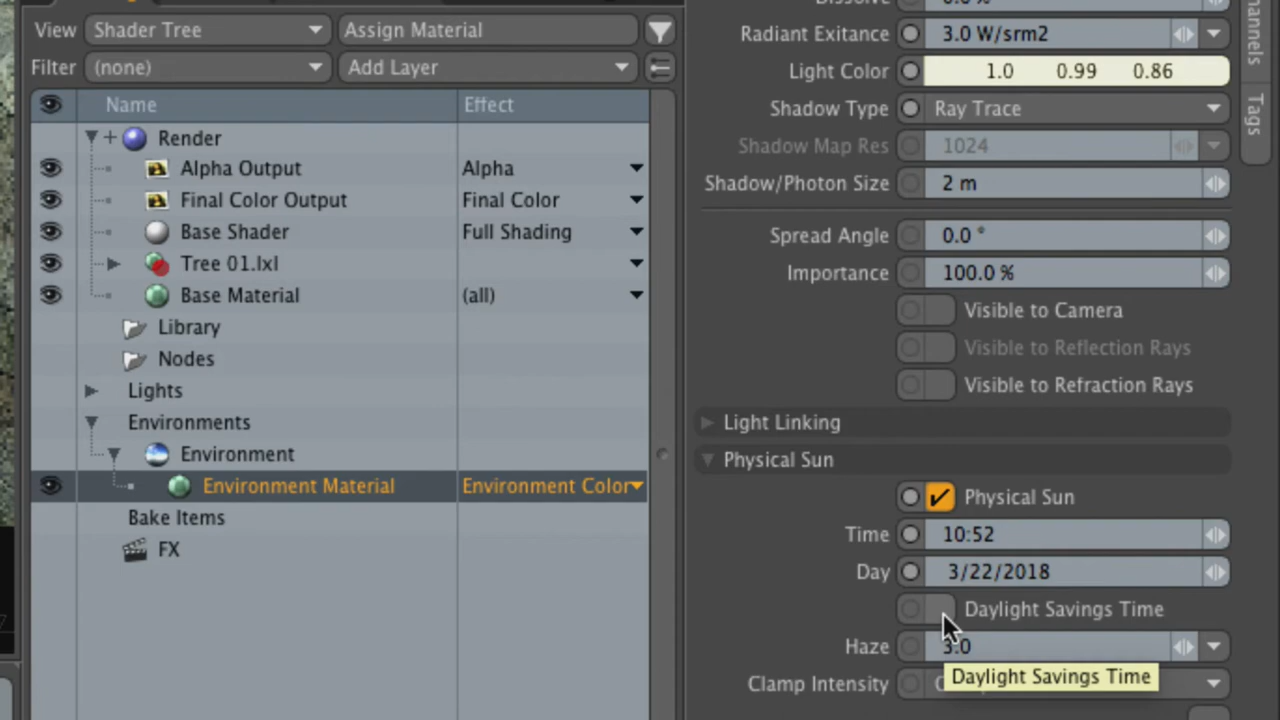 View Shader Tree Assign Material
Filter (none) Add Layer
Name Effect
Render
Alpha Output Alpha
Final Color Output Final Color
Base Shader Full Shading
Tree 01.lxl
Base Material (all)
Library
Nodes
Lights
Environments
Environment
Environment Material Environment Color
Bake Items
FX
Radiant Exitance 3.0 W/srm2
Light Color 1.0 0.99 0.86
Shadow Type Ray Trace
Shadow Map Res 1024
Shadow/Photon Size 2 m
Spread Angle 0.0 °
Importance 100.0 %
Visible to Camera
Visible to Reflection Rays
Visible to Refraction Rays
Light Linking
Physical Sun
Physical Sun
Time 10:52
Day 3/22/2018
Daylight Savings Time
Haze 3.0
Daylight Savings Time
Clamp Intensity
Tags